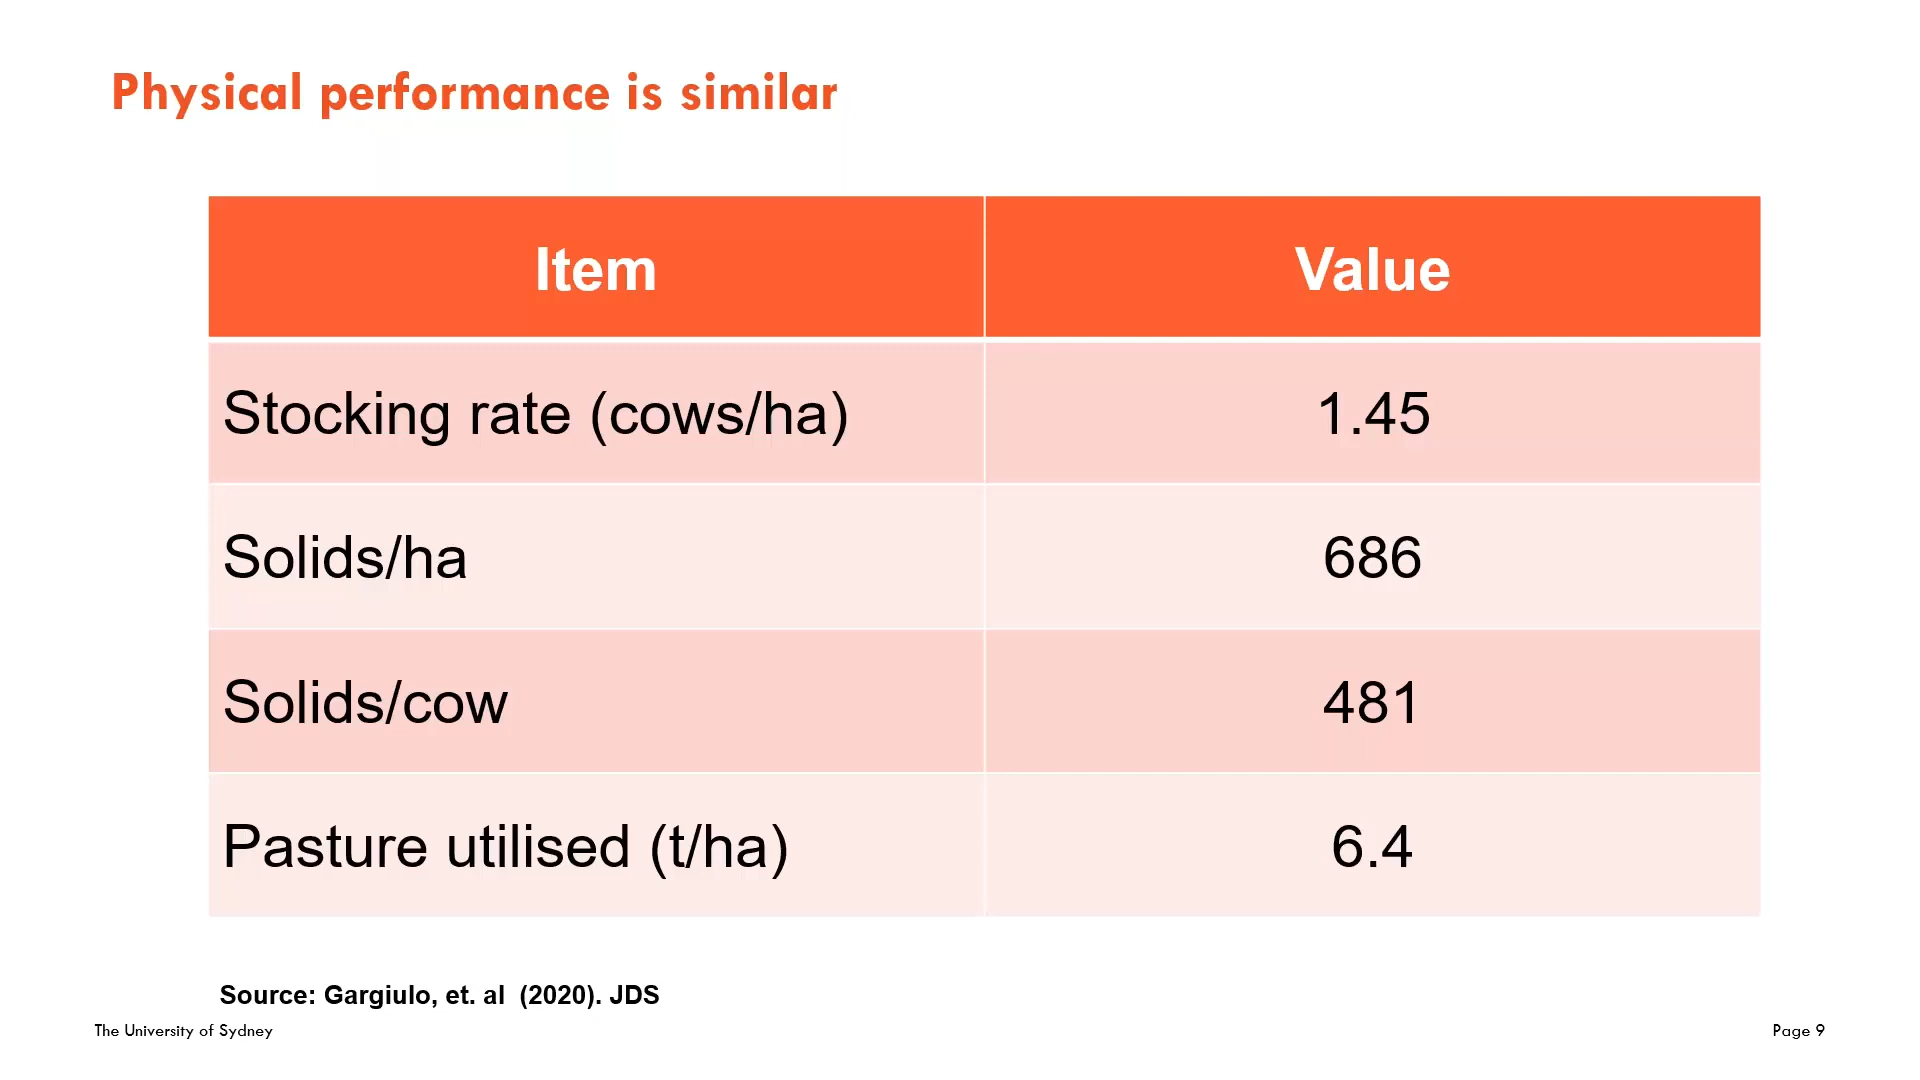 Physical performance is similar
Item Value
Stocking rate (cows/ha) 1.45
Solids/ha 686
Solids/cow 481
Pasture utilised (t/ha) 6.4
Source: Gargiulo, et. al  (2020). JDS
The University of Sydney Page 9